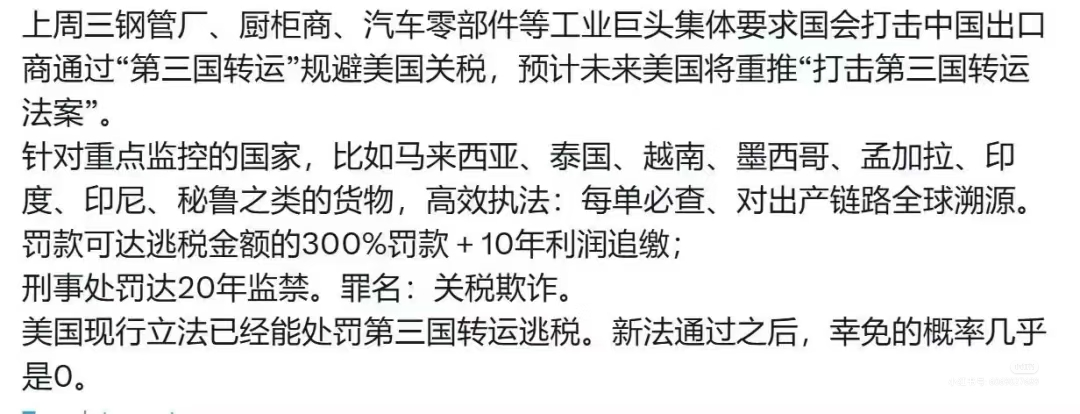 上周三钢管厂、厨柜商、汽车零部件等工业巨头集体要求国会打击中国出口
商通过“第三国转运”规避美国关税，预计未来美国将重推“打击第三国转运
法案”。
针对重点监控的国家，比如马来西亚、泰国、越南、墨西哥、孟加拉、印
度、印尼、秘鲁之类的货物，高效执法：每单必查、对出产链路全球溯源。
罚款可达逃税金额的300%罚款＋10年利润追缴；
刑事处罚达20年监禁。罪名：关税欺诈。
美国现行立法已经能处罚第三国转运逃税。新法通过之后，幸免的概率几乎
是0。